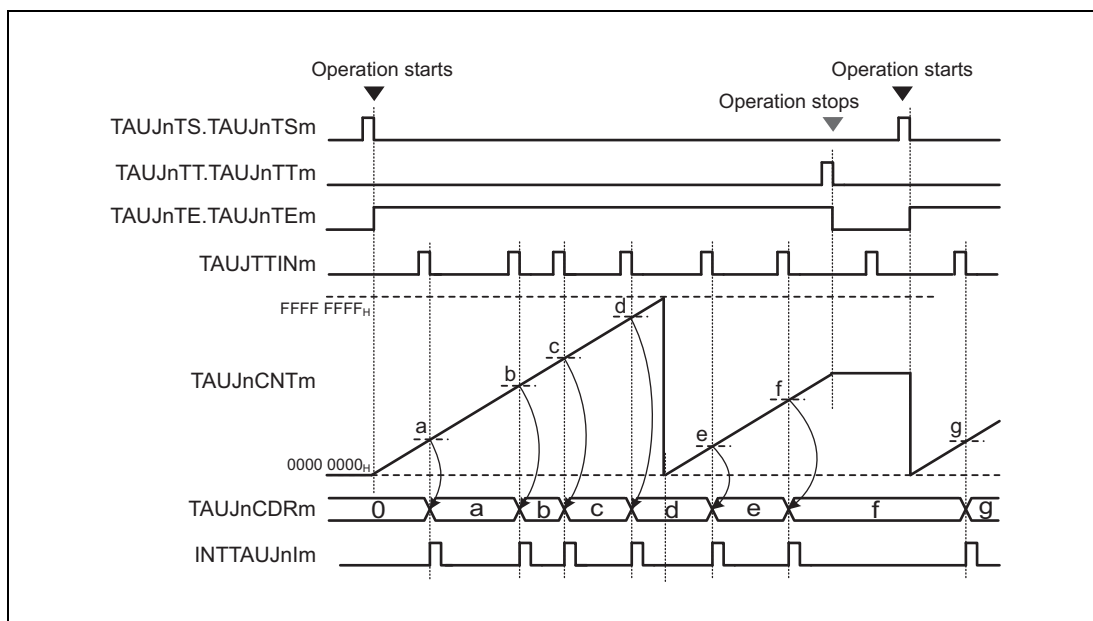 Operation starts
Operation starts
Operation stops
TAUJnTS.TAUJnTSm
TAUJnTT.TAUJnTTm
TAUJnTE.TAUJnTEm
TAUJTTINm
FFFF FFFFH
d
c
TAUJnCNTm
b
f
a
e
g
0000 0000H
TAUJnCDRm
0 a b c d e f g
INTTAUJnIm